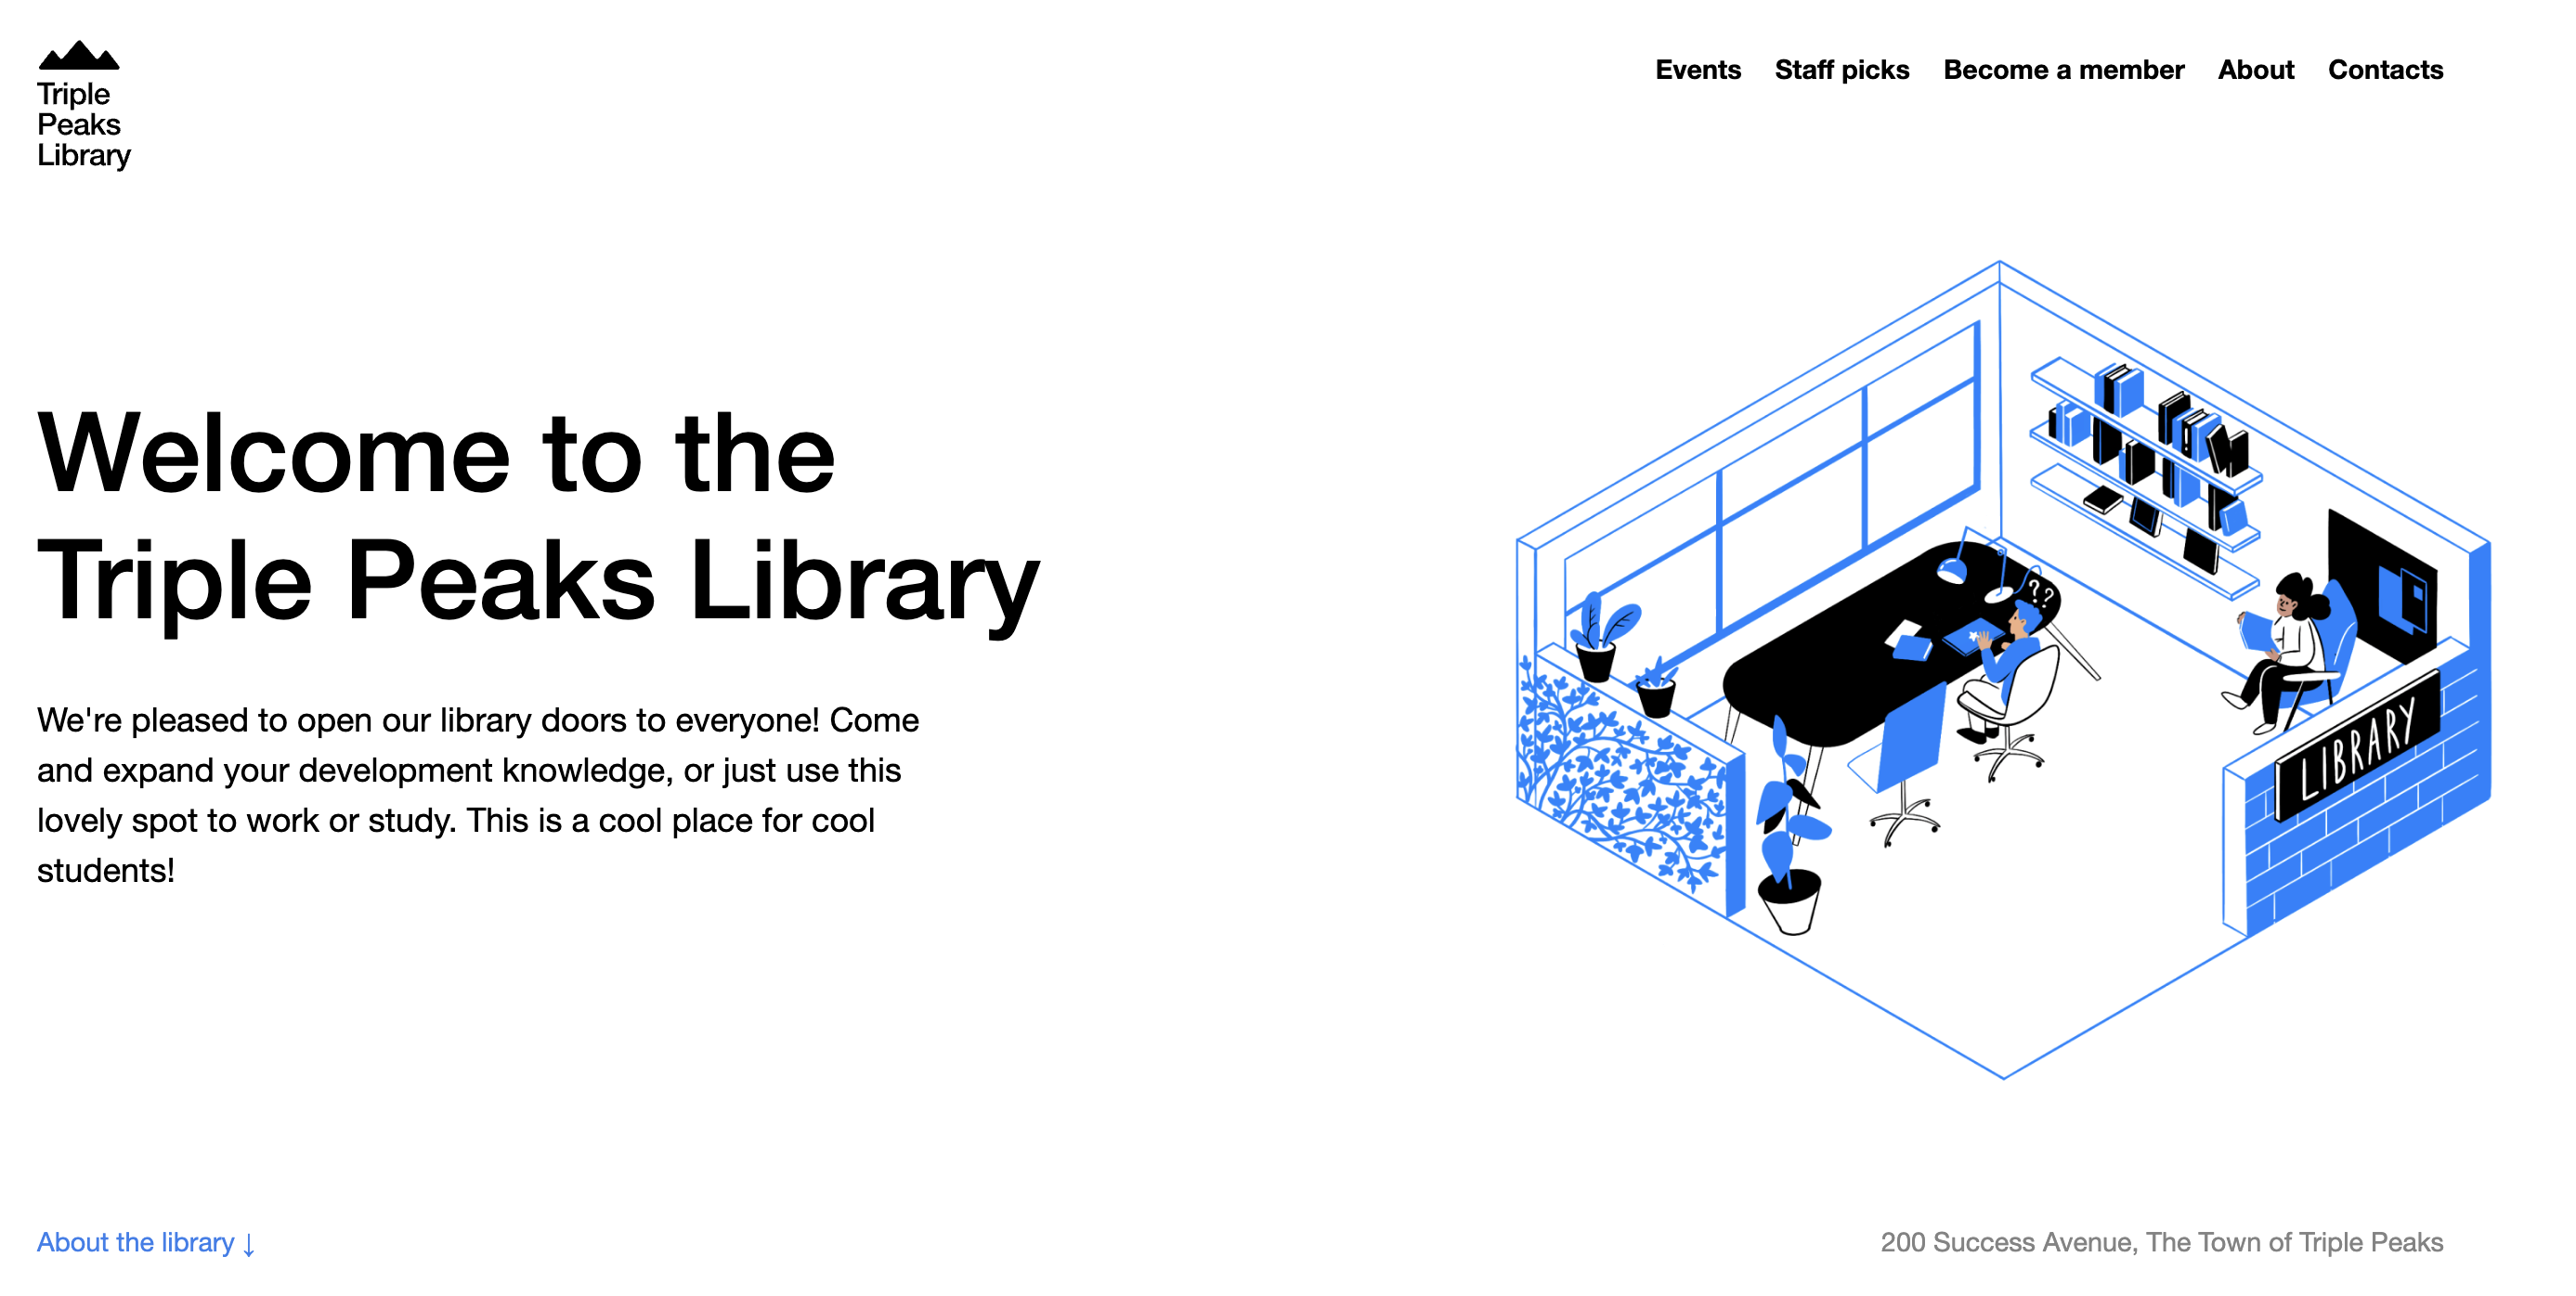 Triple
Peaks
Library
Events Staff picks Become a member About Contacts
Welcome to the
Triple Peaks Library
We're pleased to open our library doors to everyone! Come
and expand your development knowledge, or just use this
lovely spot to work or study. This is a cool place for cool
students!
??
LIBRARY
About the library ↓
200 Success Avenue, The Town of Triple Peaks